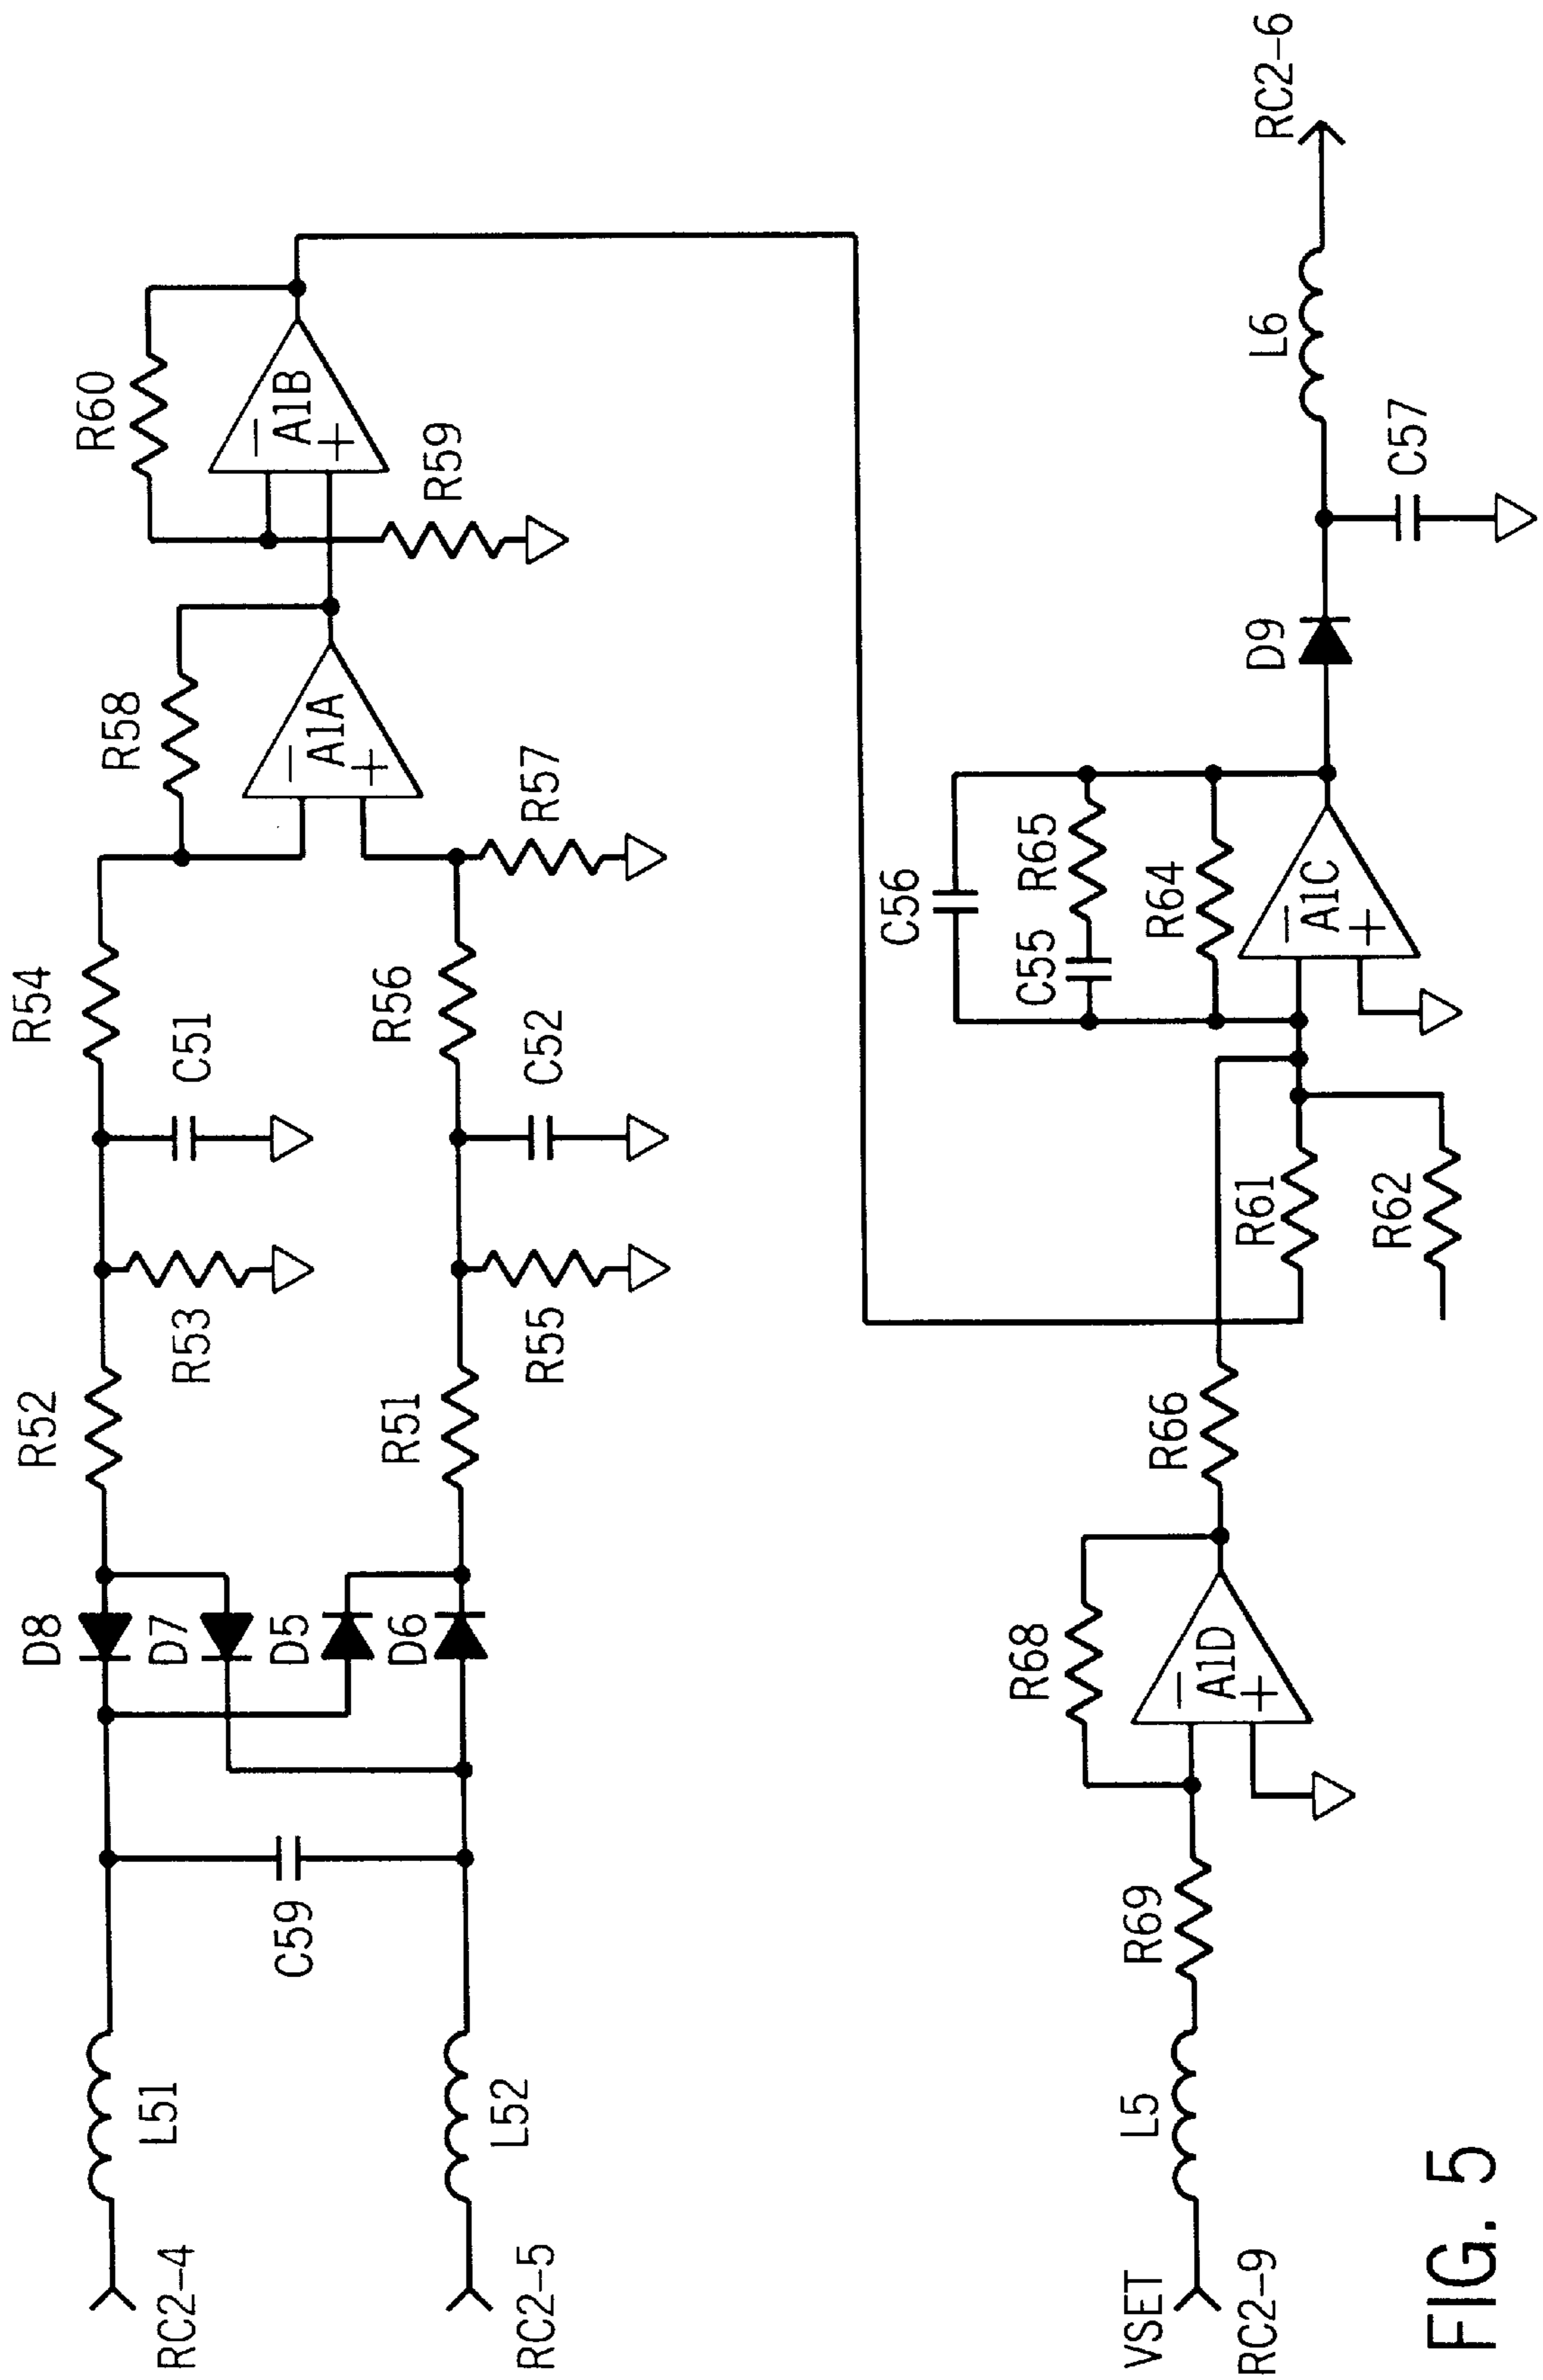 RC2-4
L51
C59
D8
D7
D5
D6
R52
R53
C51
R54
R58
A1A
R60
A1B
R59
RC2-5
L52
R51
R55
C52
R56
R57
VSET
RC2-9
L5
R69
R68
A1D
R66
R61
R62
C56
C55
R65
R64
A1C
D9
C57
L6
RC2-6
−
+
−
+
−
+
−
+
FIG. 5